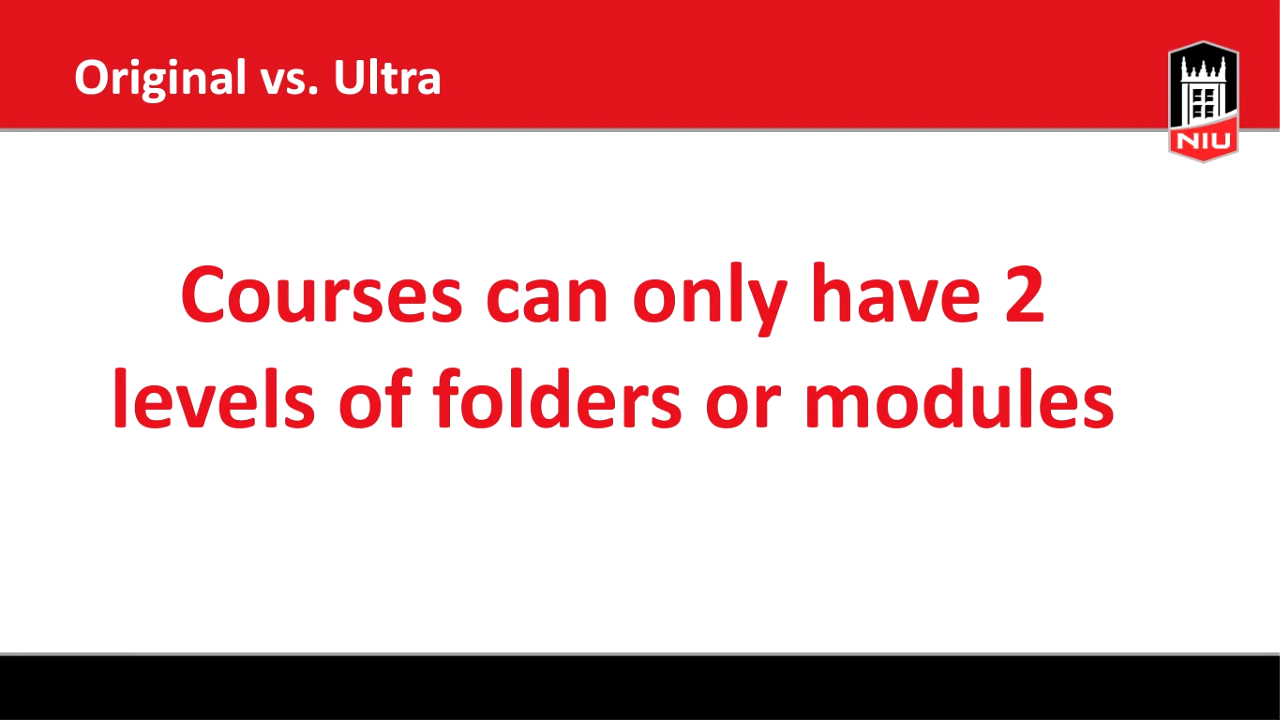 Original vs. Ultra
NIU
Courses can only have 2
levels of folders or modules